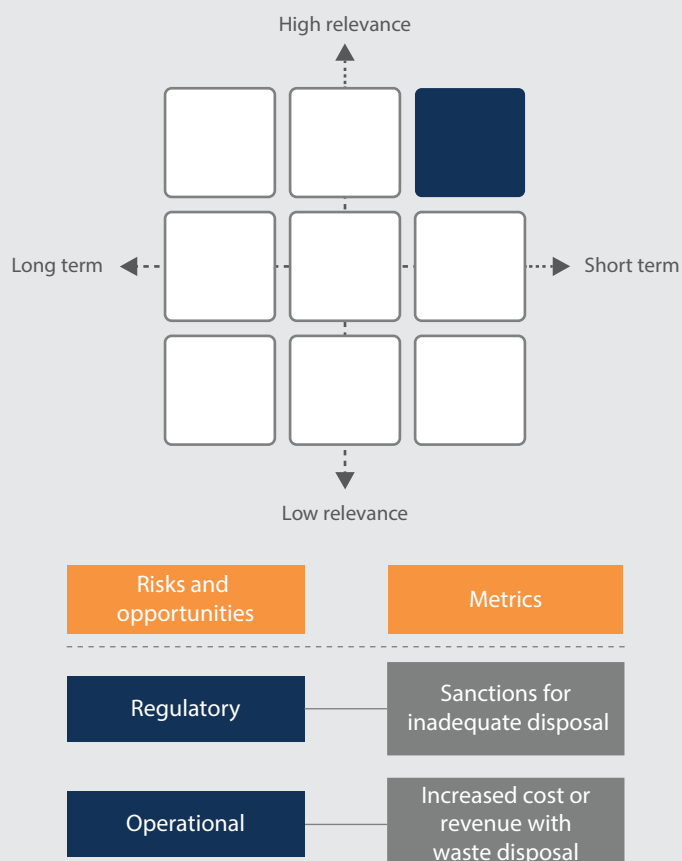 High relevance
Long term
Short term
Low relevance
Risks and
opportunities
Metrics
Regulatory
Sanctions for
inadequate disposal
Operational
Increased cost or
revenue with
waste disposal